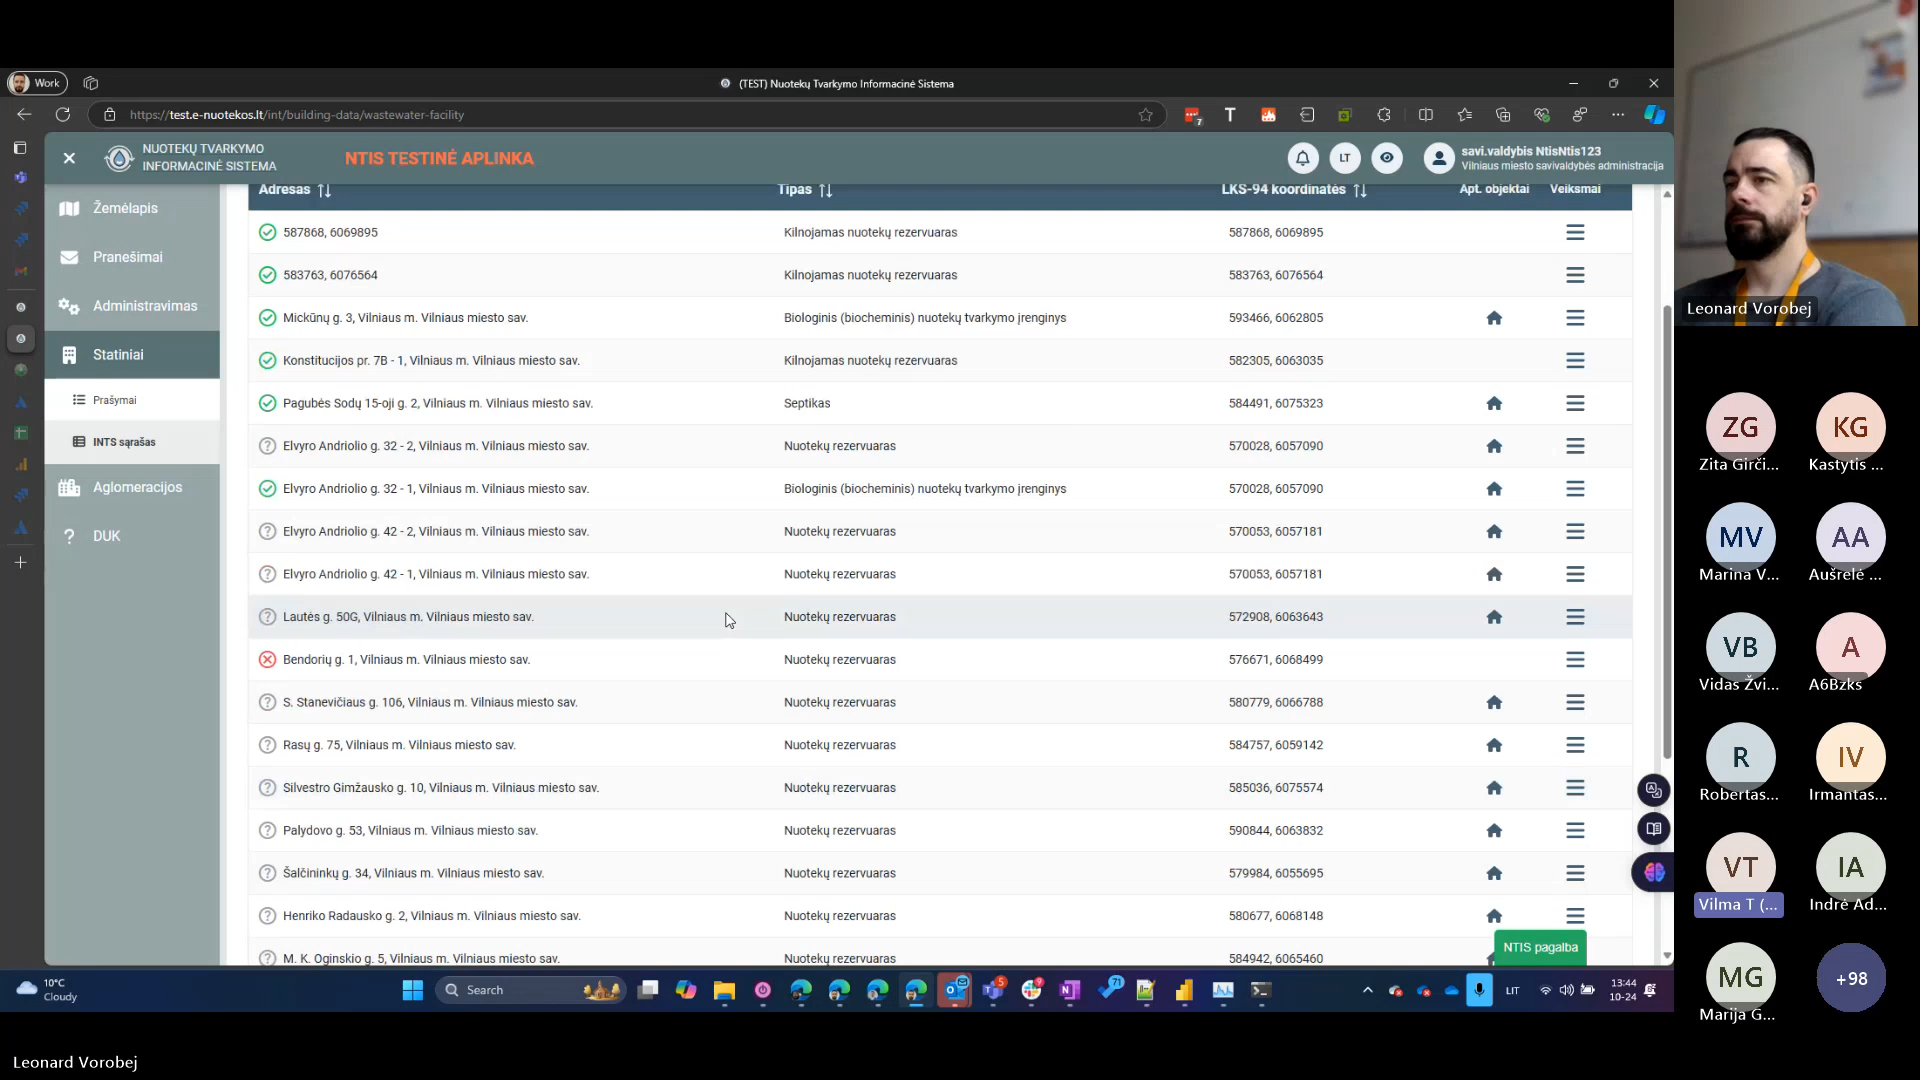 Work
(TEST) Nuotekų Tvarkymo Informacinė Sistema
https://test.e-nuotekos.lt/int/building-data/wastewater-facility
7
NUOTEKŲ TVARKYMO
INFORMACINĖ SISTEMA
NTIS TESTINĖ APLINKA
LT
savi.valdybis NtisNtis123
Vilniaus miesto savivaldybės administracija
Žemėlapis
Pranešimai
Administravimas
Statiniai
Prašymai
INTS sąrašas
Aglomeracijos
DUK
Adresas Tipas LKS-94 koordinatės Apt. objektai Veiksmai
587868, 6069895 Kilnojamas nuotekų rezervuaras 587868, 6069895
583763, 6076564 Kilnojamas nuotekų rezervuaras 583763, 6076564
Mickūnų g. 3, Vilniaus m. Vilniaus miesto sav. Biologinis (biocheminis) nuotekų tvarkymo įrenginys 593466, 6062805
Konstitucijos pr. 7B - 1, Vilniaus m. Vilniaus miesto sav. Kilnojamas nuotekų rezervuaras 582305, 6063035
Pagubės Sodų 15-oji g. 2, Vilniaus m. Vilniaus miesto sav. Septikas 584491, 6075323
Elvyro Andriolio g. 32 - 2, Vilniaus m. Vilniaus miesto sav. Nuotekų rezervuaras 570028, 6057090
Elvyro Andriolio g. 32 - 1, Vilniaus m. Vilniaus miesto sav. Biologinis (biocheminis) nuotekų tvarkymo įrenginys 570028, 6057090
Elvyro Andriolio g. 42 - 2, Vilniaus m. Vilniaus miesto sav. Nuotekų rezervuaras 570053, 6057181
Elvyro Andriolio g. 42 - 1, Vilniaus m. Vilniaus miesto sav. Nuotekų rezervuaras 570053, 6057181
Lautės g. 50G, Vilniaus m. Vilniaus miesto sav. Nuotekų rezervuaras 572908, 6063643
Bendorių g. 1, Vilniaus m. Vilniaus miesto sav. Nuotekų rezervuaras 576671, 6068499
S. Stanevičiaus g. 106, Vilniaus m. Vilniaus miesto sav. Nuotekų rezervuaras 580779, 6066788
Rasų g. 75, Vilniaus m. Vilniaus miesto sav. Nuotekų rezervuaras 584757, 6059142
Silvestro Gimžausko g. 10, Vilniaus m. Vilniaus miesto sav. Nuotekų rezervuaras 585036, 6075574
Palydovo g. 53, Vilniaus m. Vilniaus miesto sav. Nuotekų rezervuaras 590844, 6063832
Šalčininkų g. 34, Vilniaus m. Vilniaus miesto sav. Nuotekų rezervuaras 579984, 6055695
Henriko Radausko g. 2, Vilniaus m. Vilniaus miesto sav. Nuotekų rezervuaras 580677, 6068148
M. K. Oginskio g. 5, Vilniaus m. Vilniaus miesto sav. Nuotekų rezervuaras 584942, 6065460
NTIS pagalba
10°C
Cloudy
Search
71
5
9
LIT
13:44
10-24
Leonard Vorobej
ZG KG
Zita Girči... Kastytis ...
MV AA
Marina V... Aušrelė ...
VB A
Vidas Žvi... A6Bzks
R IV
Robertas... Irmantas...
VT IA
Vilma T (... Indrė Ad...
MG +98
Marija G...
Leonard Vorobej